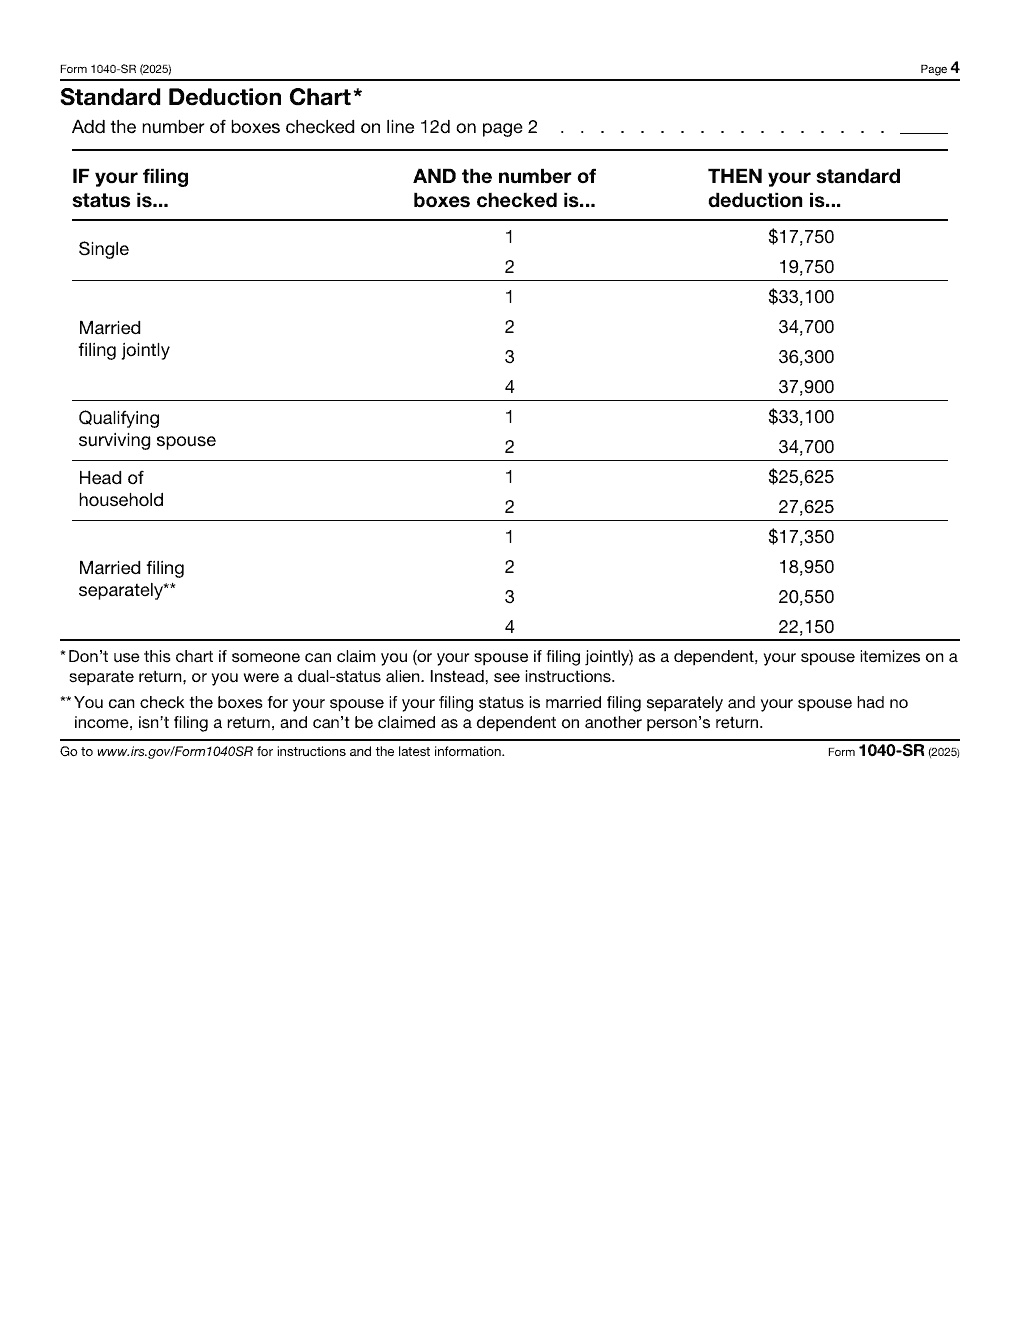 Form 1040-SR (2025) Page 4
Standard Deduction Chart*
Add the number of boxes checked on line 12d on page 2 . . . . . . . . . . . . . . . . .
IF your filing status is... AND the number of boxes checked is... THEN your standard deduction is...
Single
1 $17,750
2 19,750
Married
filing jointly
1 $33,100
2 34,700
3 36,300
4 37,900
Qualifying
surviving spouse
1 $33,100
2 34,700
Head of
household
1 $25,625
2 27,625
Married filing
separately**
1 $17,350
2 18,950
3 20,550
4 22,150
* Don't use this chart if someone can claim you (or your spouse if filing jointly) as a dependent, your spouse itemizes on a
separate return, or you were a dual-status alien. Instead, see instructions.
** You can check the boxes for your spouse if your filing status is married filing separately and your spouse had no
income, isn't filing a return, and can't be claimed as a dependent on another person's return.
Go to www.irs.gov/Form1040SR for instructions and the latest information. Form 1040-SR (2025)